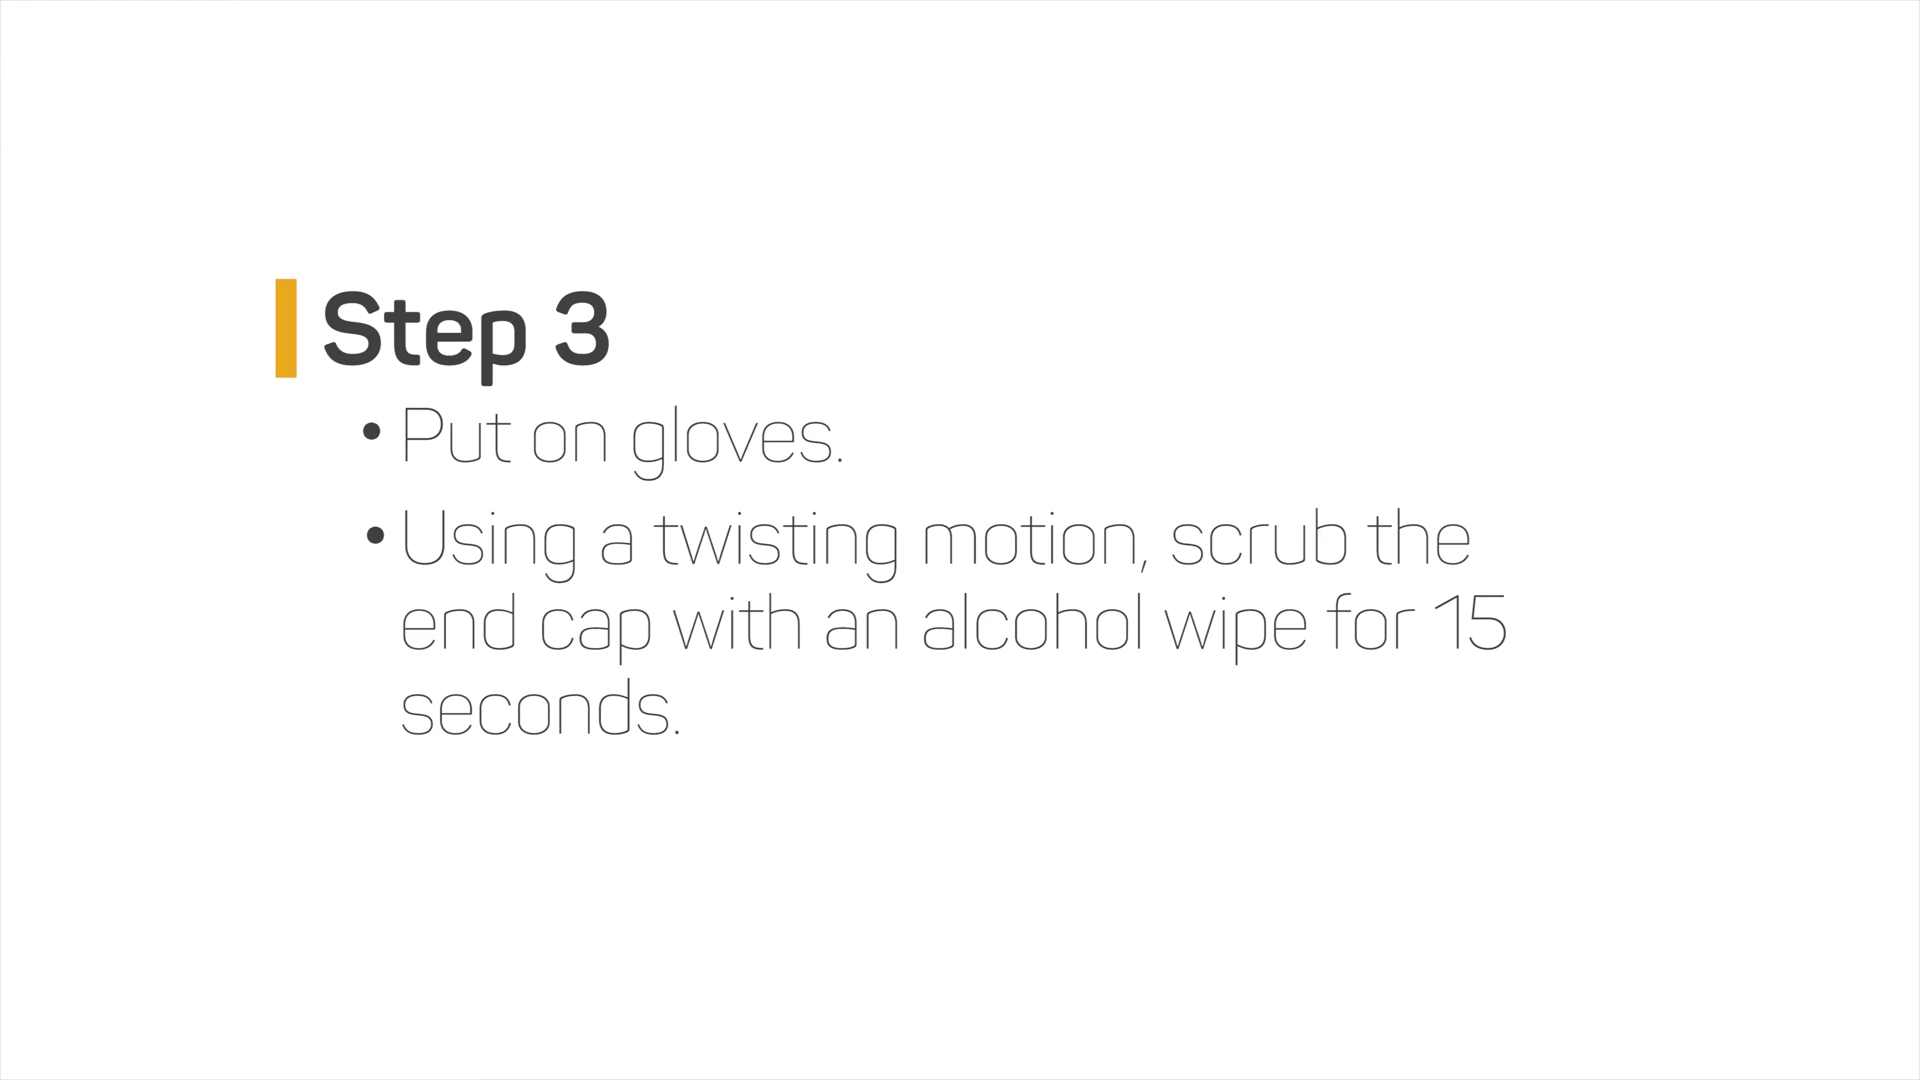 Step 3
• Put on gloves.
• Using a twisting motion, scrub the
end cap with an alcohol wipe for 15
seconds.